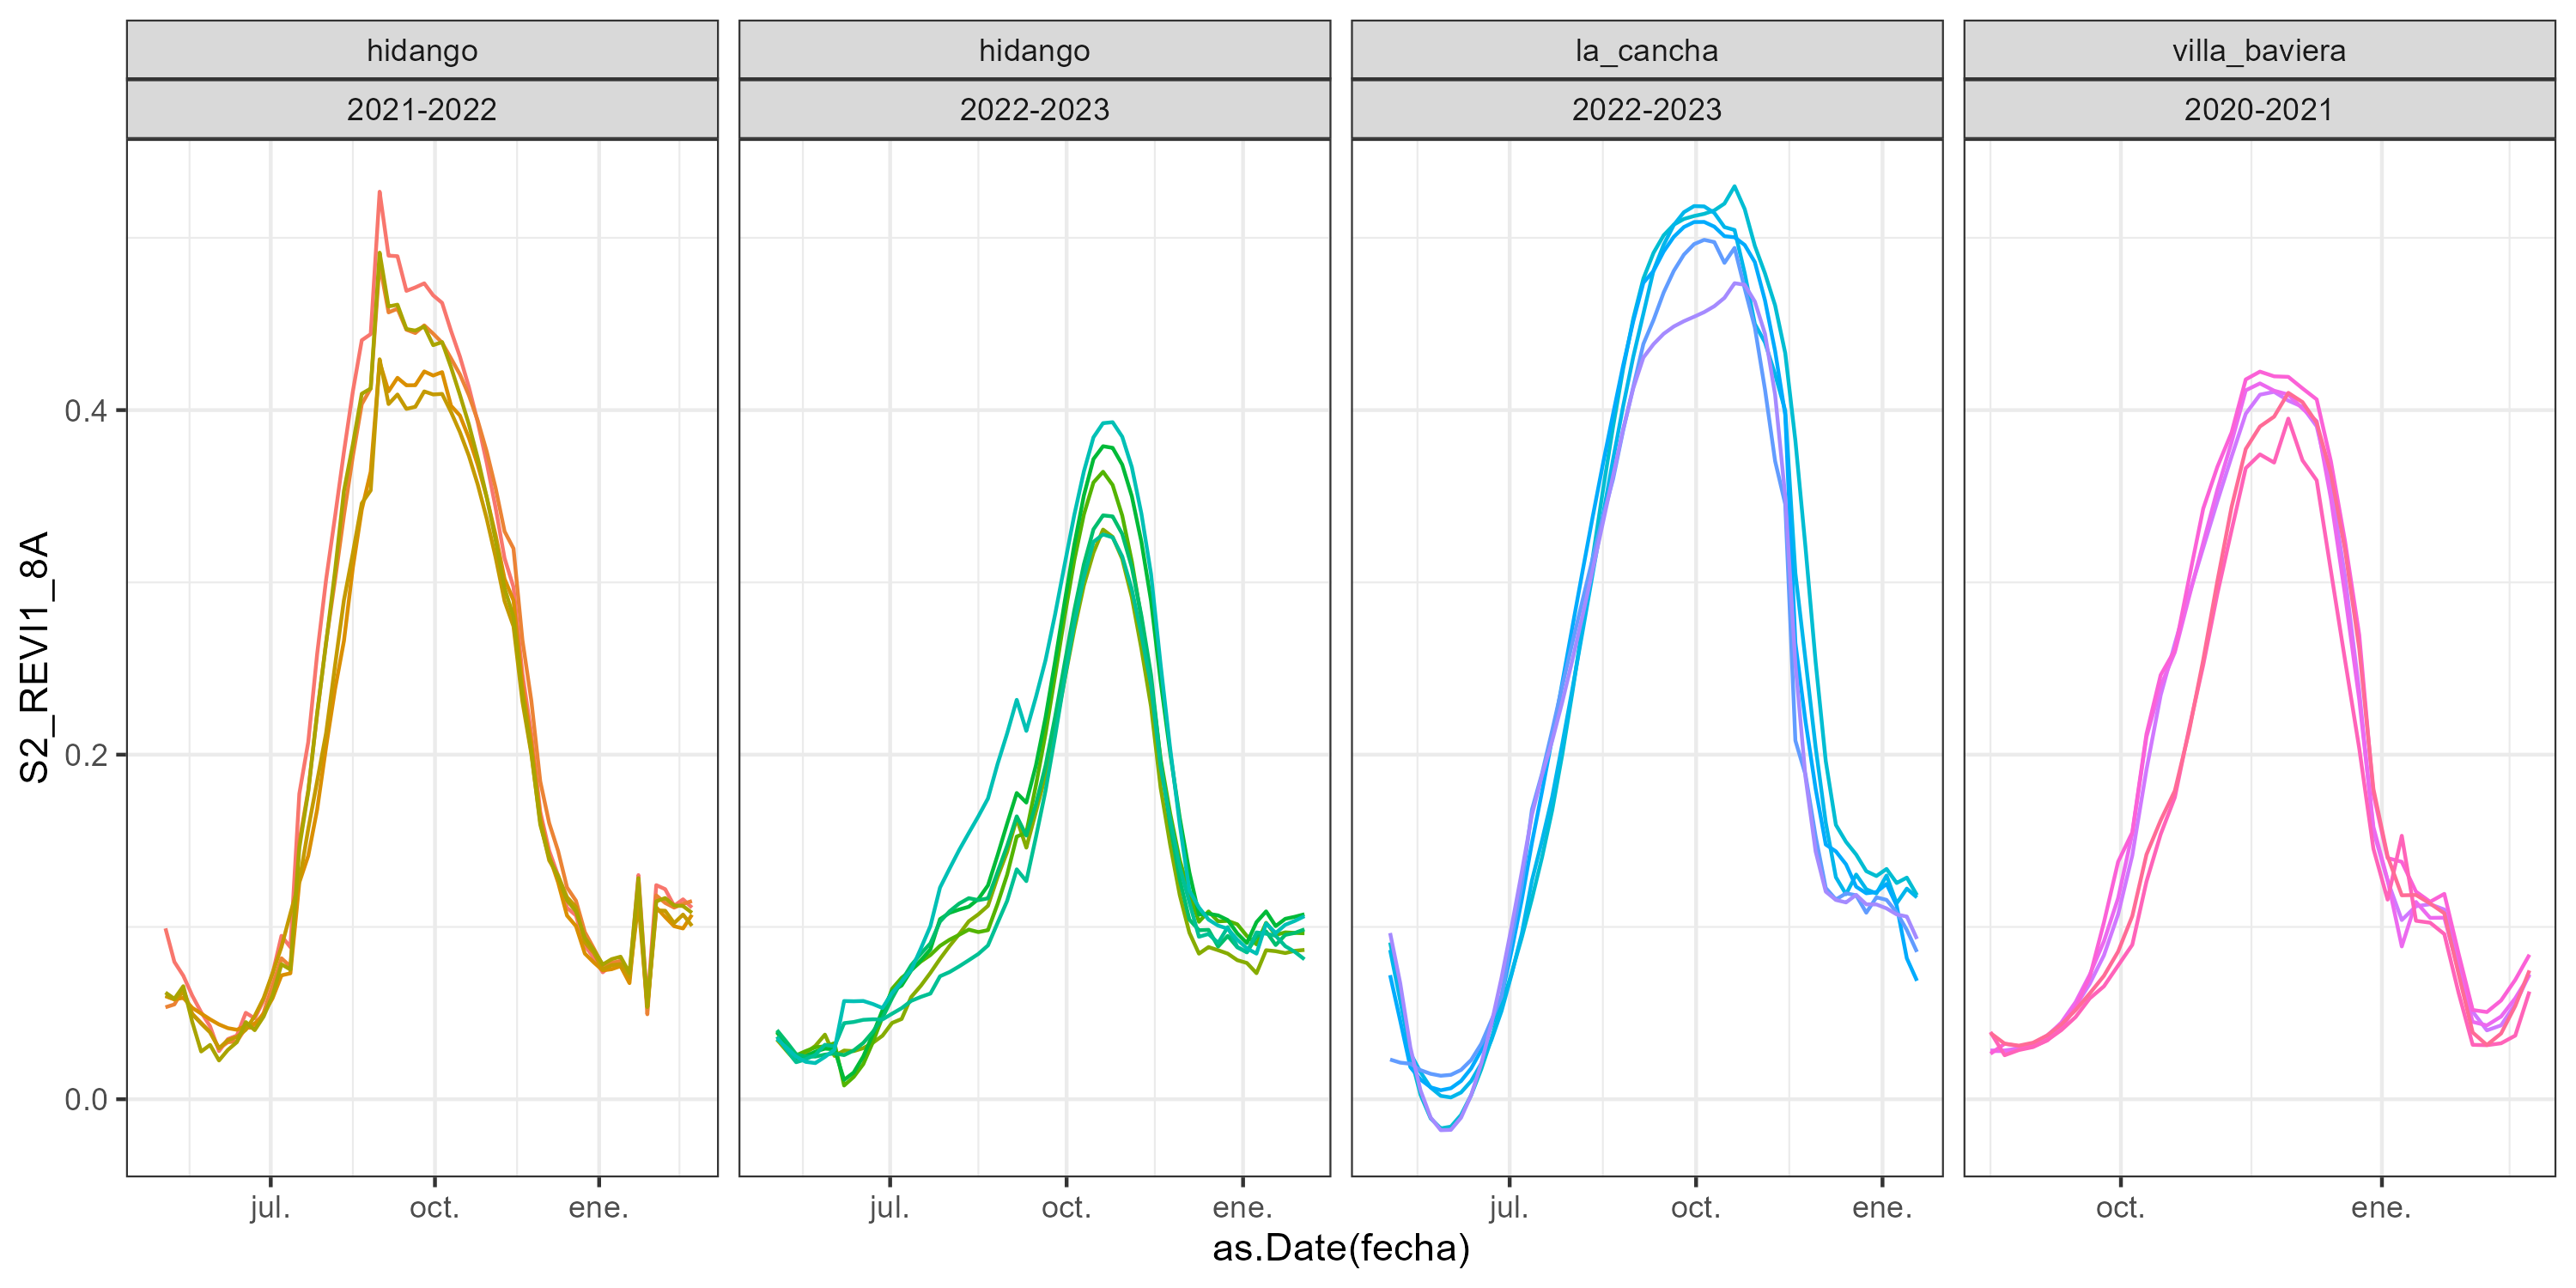 hidango
hidango
la_cancha
villa_baviera
2021-2022
2022-2023
2022-2023
2020-2021
S2_REVI1_8A
0.4
0.2
0.0
jul.
oct.
ene.
jul.
oct.
ene.
jul.
oct.
ene.
oct.
ene.
as.Date(fecha)